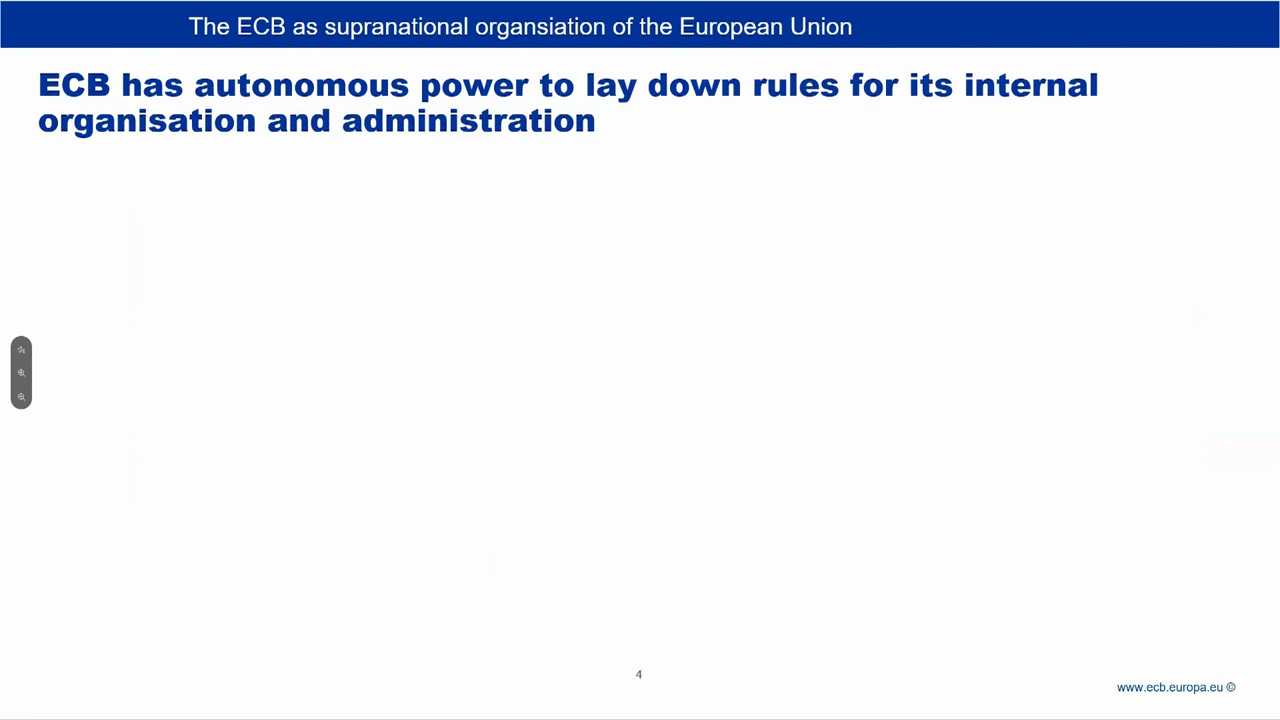 The ECB as supranational organsiation of the European Union
ECB has autonomous power to lay down rules for its internal
organisation and administration
4
www.ecb.europa.eu ©